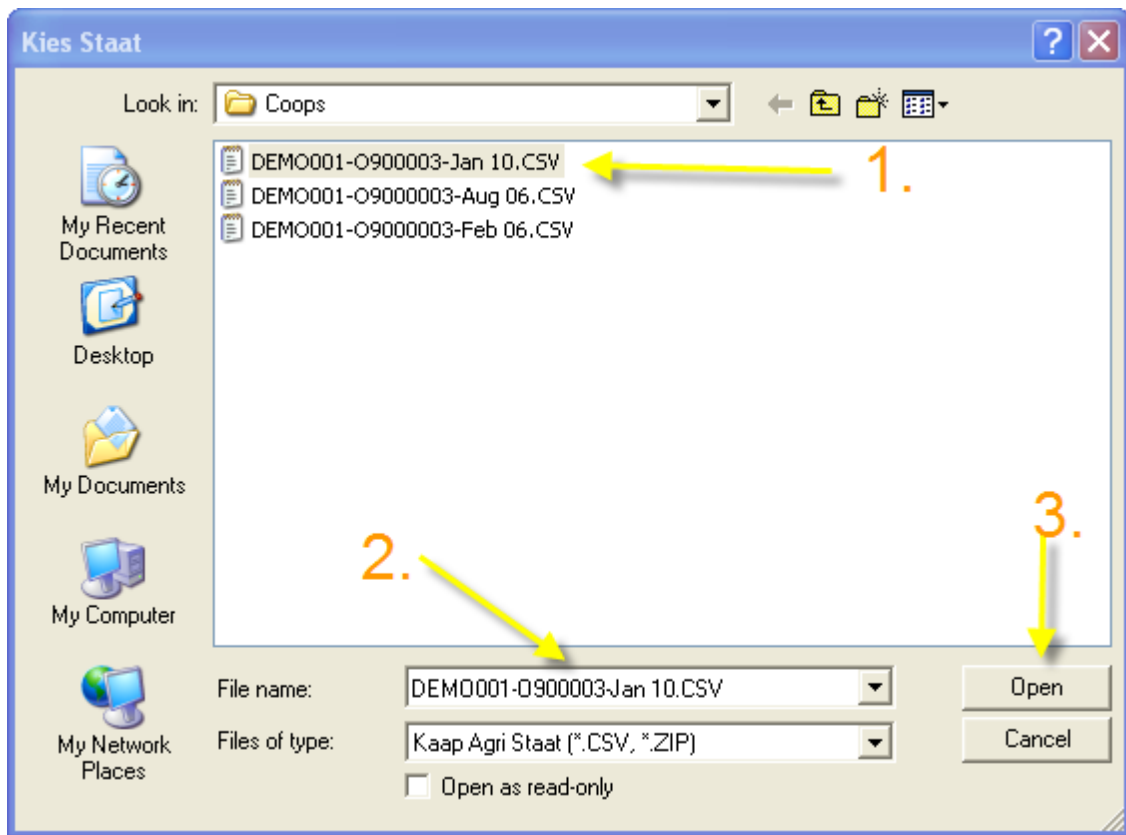 Kies Staat
Look in: Coops
DEMO001-O900003-Jan 10.CSV
1.
DEMO001-O9000003-Aug 06.CSV
DEMO001-O9000003-Feb 06.CSV
My Recent
Documents
Desktop
My Documents
My Computer
My Network
Places
2.
3.
File name: DEMO001-O900003-Jan 10.CSV Open
Files of type: Kaap Agri Staat (*.CSV, *.ZIP) Cancel
Open as read-only